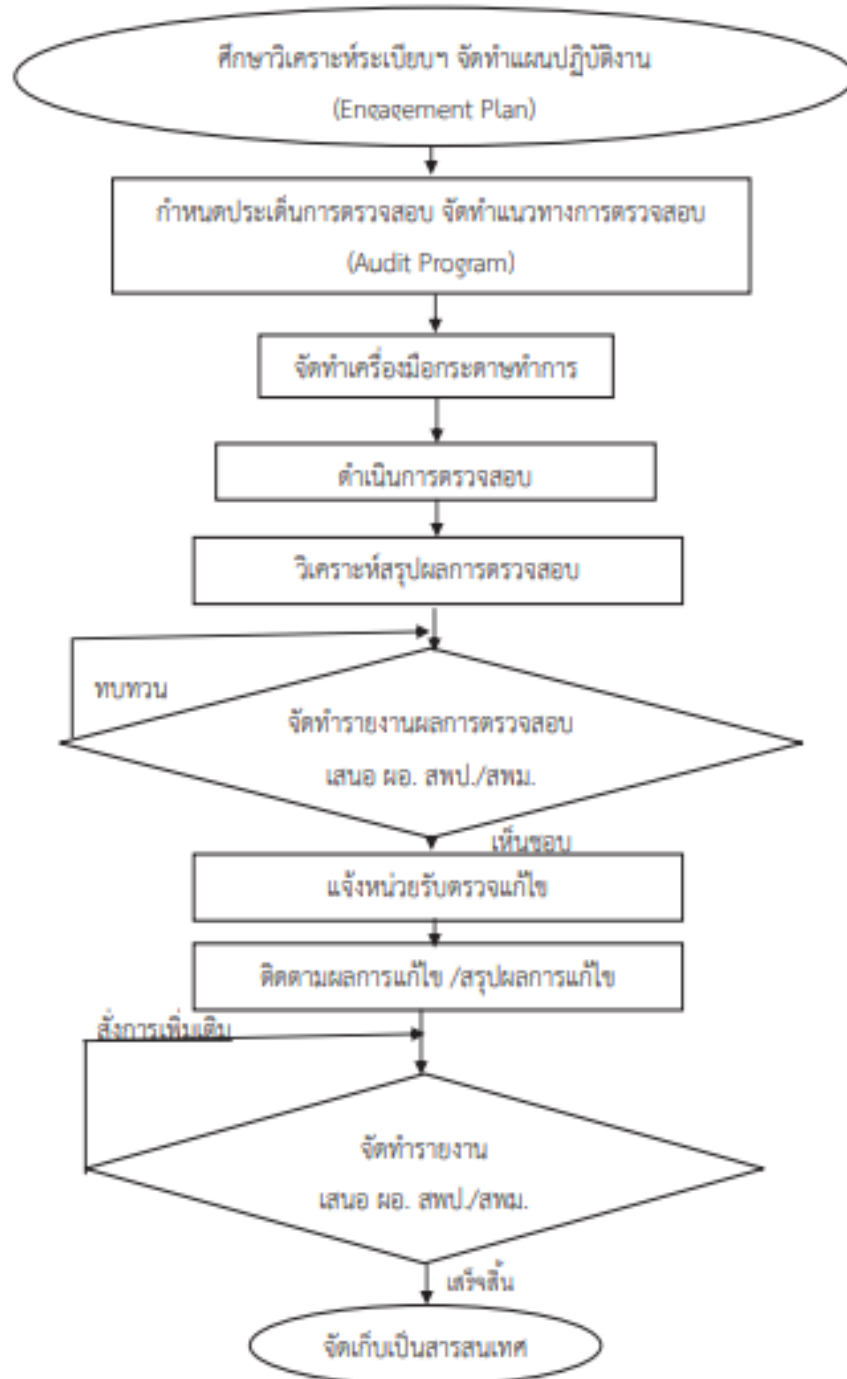 ศึกษาวิเคราะห์ระเบียบฯ จัดทำแผนปฏิบัติงาน
(Engagement Plan)
กำหนดประเด็นการตรวจสอบ จัดทำแนวทางการตรวจสอบ
(Audit Program)
จัดทำเครื่องมือกระดาษทำการ
ดำเนินการตรวจสอบ
วิเคราะห์สรุปผลการตรวจสอบ
ทบทวน
จัดทำรายงานผลการตรวจสอบ
เสนอ ผอ. สพป./สพม.
เห็นชอบ
แจ้งหน่วยรับตรวจแก้ไข
ติดตามผลการแก้ไข /สรุปผลการแก้ไข
สั่งการเพิ่มเติม
จัดทำรายงาน
เสนอ ผอ. สพป./สพม.
เสร็จสิ้น
จัดเก็บเป็นสารสนเทศ